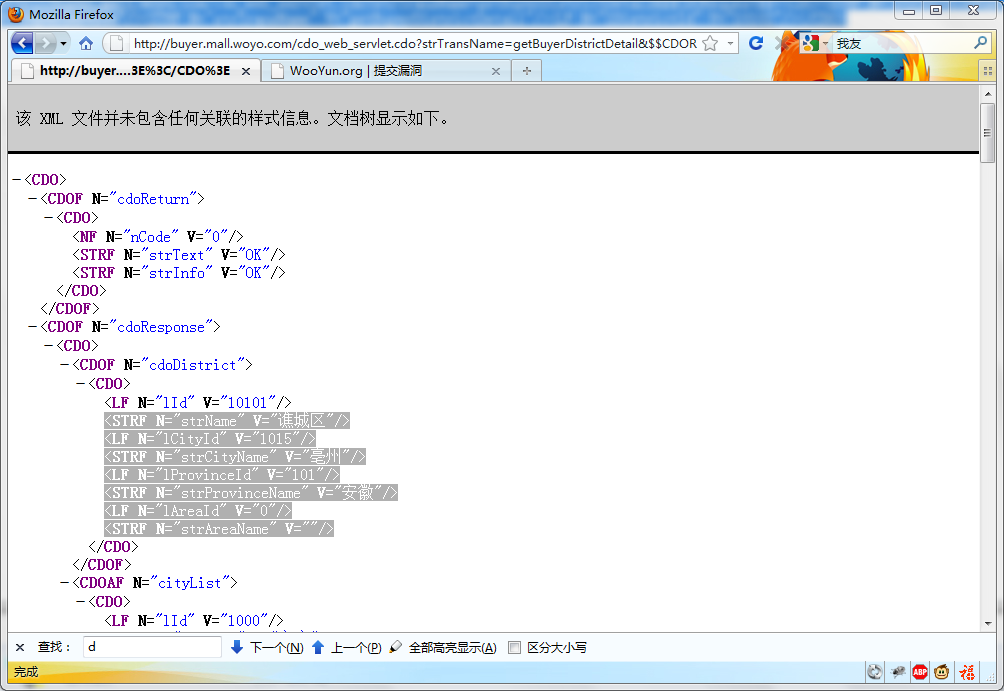 Mozilla Firefox
http://buyer.mall.woyo.com/cdo_web_servlet.cdo?strTransName=getBuyerDistrictDetail&$$CDOR
我友
http://buyer....3E%3C/CDO%3E
WooYun.org | 提交漏洞
该 XML 文件并未包含任何关联的样式信息。文档树显示如下。
−<CDO>
−<CDOF N="cdoReturn">
−<CDO>
<NF N="nCode" V="0"/>
<STRF N="strText" V="OK"/>
<STRF N="strInfo" V="OK"/>
</CDO>
</CDOF>
−<CDOF N="cdoResponse">
−<CDO>
−<CDOF N="cdoDistrict">
−<CDO>
<LF N="lId" V="10101"/>
<STRF N="strName" V="谯城区"/>
<LF N="lCityId" V="1015"/>
<STRF N="strCityName" V="亳州"/>
<LF N="lProvinceId" V="101"/>
<STRF N="strProvinceName" V="安徽"/>
<LF N="lAreaId" V="0"/>
<STRF N="strAreaName" V=""/>
</CDO>
</CDOF>
−<CDOAF N="cityList">
−<CDO>
<LF N="lId" V="1000"/>
× 查找： d 下一个(N) 上一个(P) 全部高亮显示(A) 区分大小写
完成
ABP
福